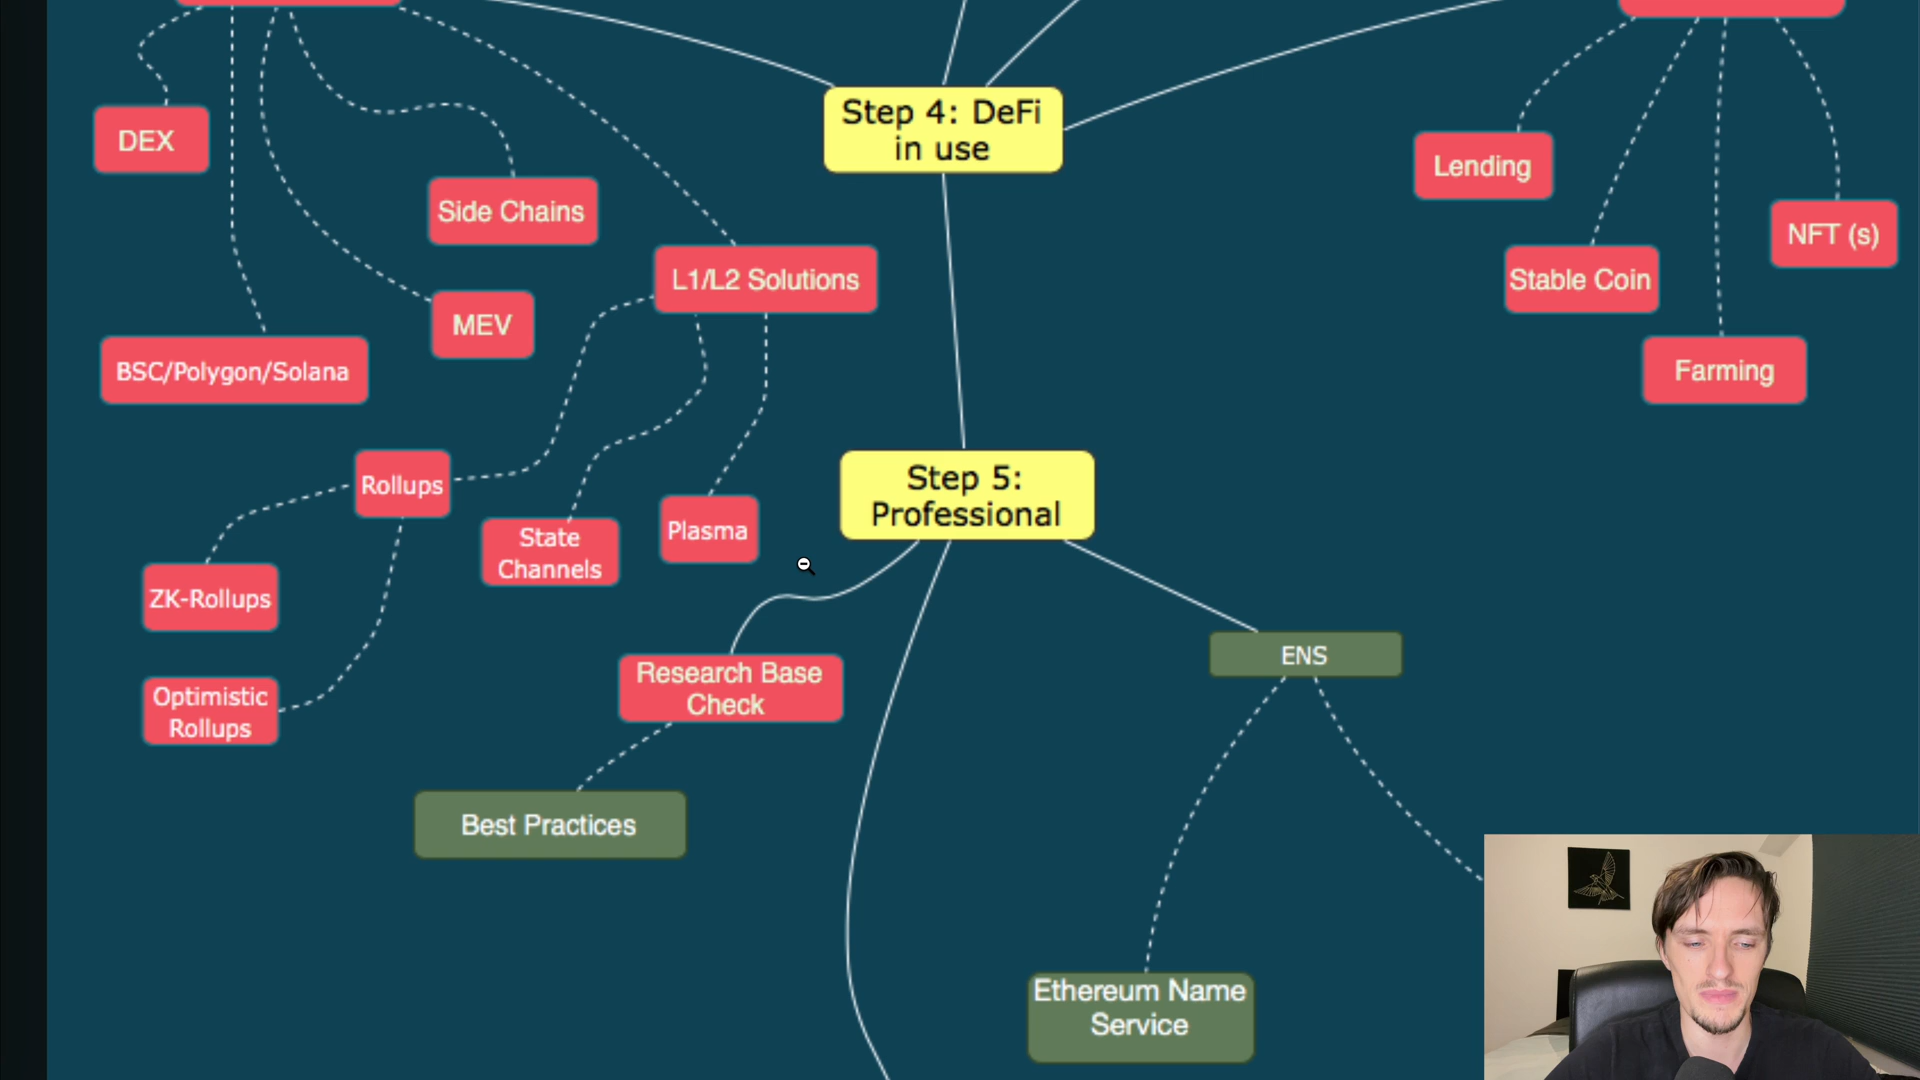 Step 4: DeFi
in use
DEX
Lending
Side Chains
NFT (s)
L1/L2 Solutions
Stable Coin
MEV
BSC/Polygon/Solana
Farming
Rollups
Step 5:
Professional
State
Channels
Plasma
ZK-Rollups
ENS
Research Base
Check
Optimistic
Rollups
Best Practices
Ethereum Name
Service